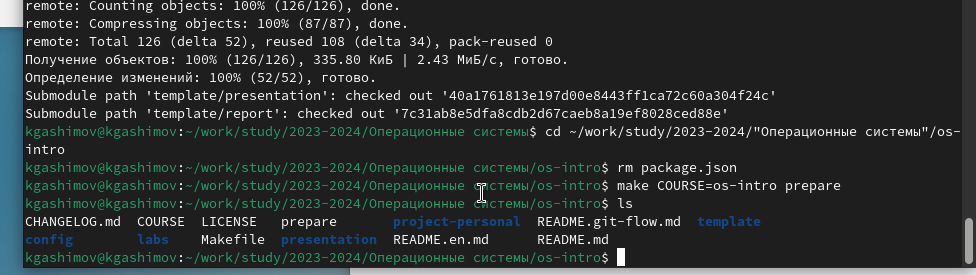 remote: Counting objects: 100% (126/126), done.
remote: Compressing objects: 100% (87/87), done.
remote: Total 126 (delta 52), reused 108 (delta 34), pack-reused 0
Получение объектов: 100% (126/126), 335.80 КиБ | 2.43 МиБ/с, готово.
Определение изменений: 100% (52/52), готово.
Submodule path 'template/presentation': checked out '40a1761813e197d00e8443ff1ca72c60a304f24c'
Submodule path 'template/report': checked out '7c31ab8e5dfa8cdb2d67caeb8a19ef8028ced88e'
kgashimov@kgashimov:~/work/study/2023-2024/Операционные системы$ cd ~/work/study/2023-2024/"Операционные системы"/os-
intro
kgashimov@kgashimov:~/work/study/2023-2024/Операционные системы/os-intro$ rm package.json
kgashimov@kgashimov:~/work/study/2023-2024/Операционные системы/os-intro$ make COURSE=os-intro prepare
kgashimov@kgashimov:~/work/study/2023-2024/Операционные системы/os-intro$ ls
CHANGELOG.md COURSE LICENSE prepare project-personal README.git-flow.md template
config labs Makefile presentation README.en.md README.md
kgashimov@kgashimov:~/work/study/2023-2024/Операционные системы/os-intro$